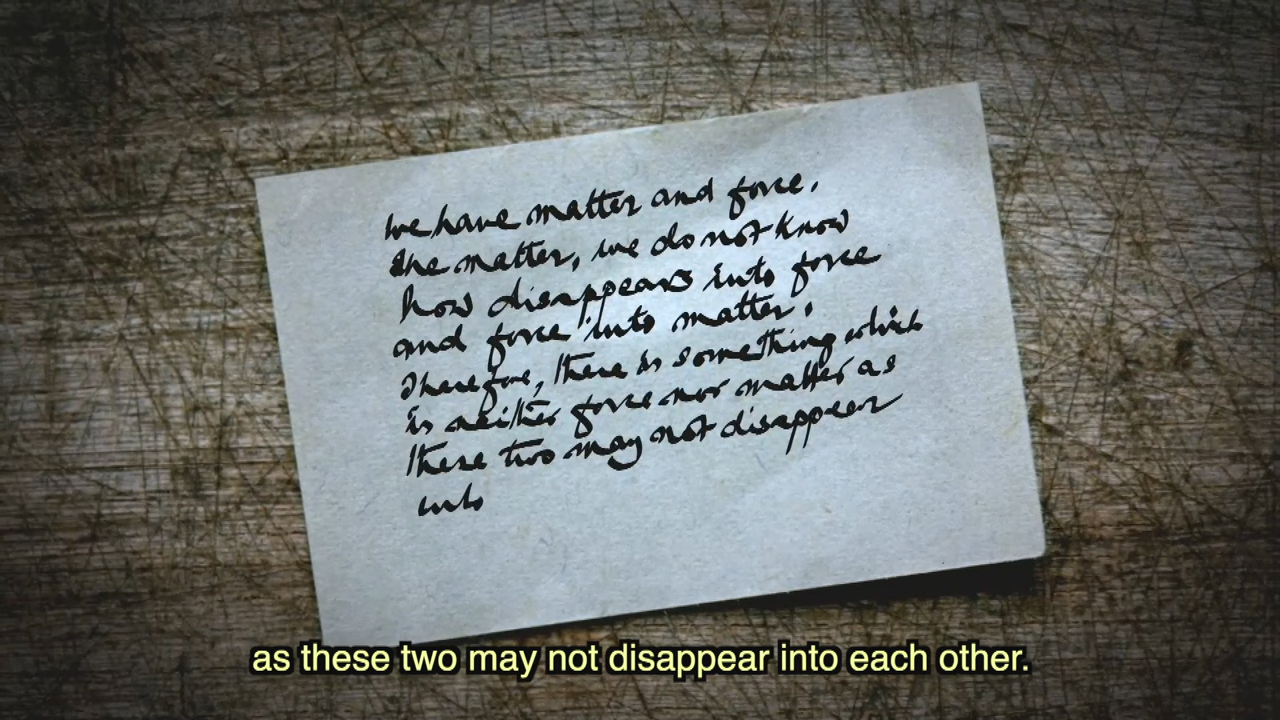 We have matter and force.
The matter, we do not know
how disappears into force
and force into matter.
Therefore, there is something which
is neither force nor matter as
these two may not disappear
into
as these two may not disappear into each other.